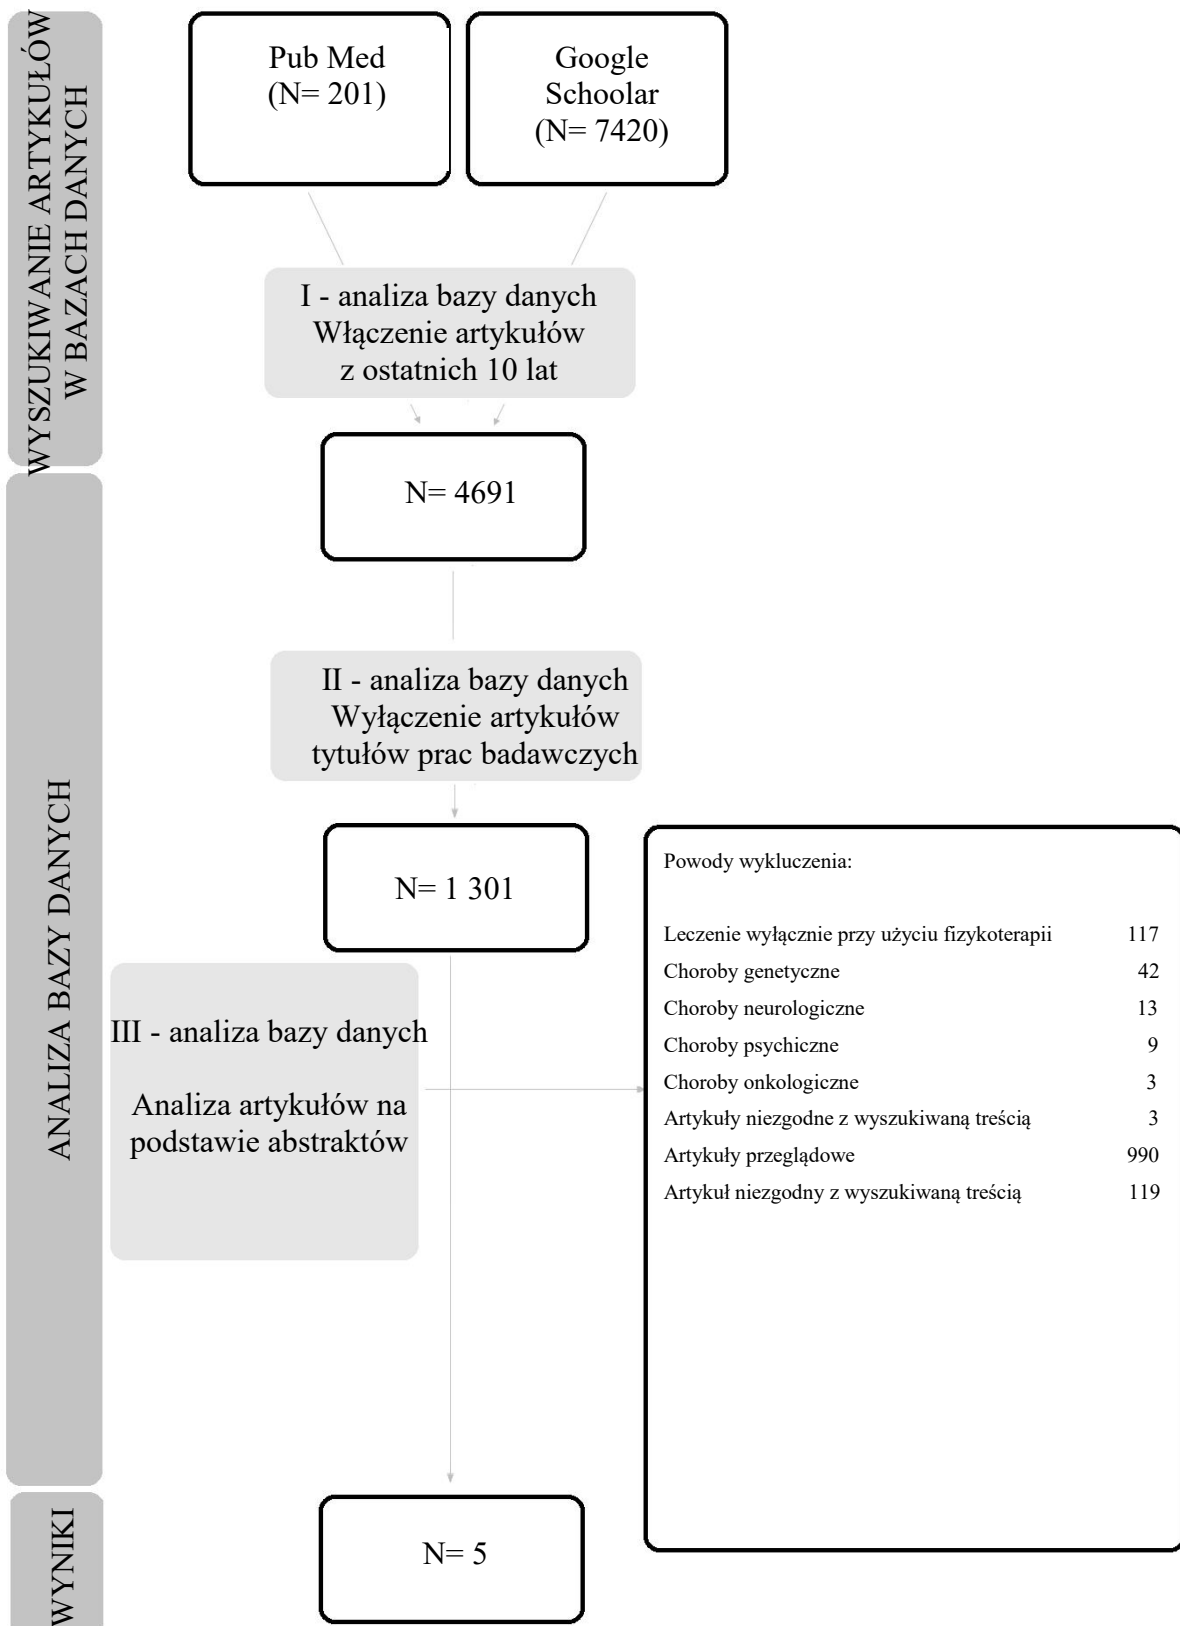 WYSZUKIWANIE ARTYKUŁÓW
W BAZACH DANYCH
Pub Med
(N= 201)
Google
Schoolar
(N= 7420)
I - analiza bazy danych
Włączenie artykułów
z ostatnich 10 lat
N= 4691
ANALIZA BAZY DANYCH
II - analiza bazy danych
Wyłączenie artykułów
tytułów prac badawczych
N= 1 301
III - analiza bazy danych
Analiza artykułów na
podstawie abstraktów
Powody wykluczenia:
Leczenie wyłącznie przy użyciu fizykoterapii 117
Choroby genetyczne 42
Choroby neurologiczne 13
Choroby psychiczne 9
Choroby onkologiczne 3
Artykuły niezgodne z wyszukiwaną treścią 3
Artykuły przeglądowe 990
Artykuł niezgodny z wyszukiwaną treścią 119
WYNIKI
N= 5